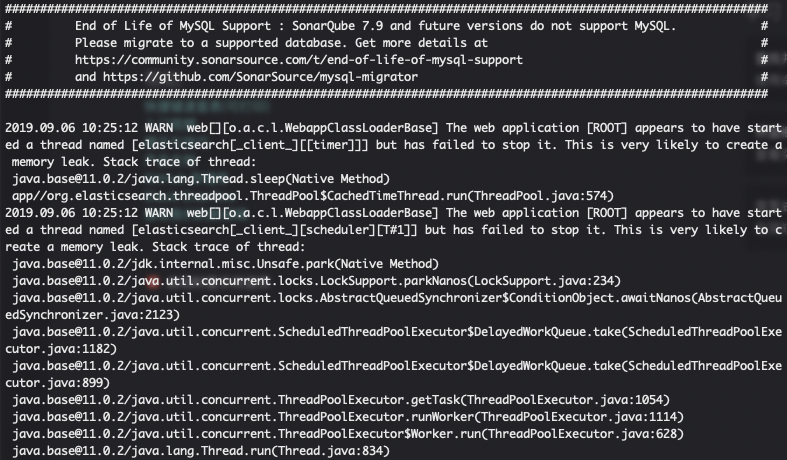 ############################################################################################################
#         End of Life of MySQL Support : SonarQube 7.9 and future versions do not support MySQL.           #
#         Please migrate to a supported database. Get more details at                                      #
#         https://community.sonarsource.com/t/end-of-life-of-mysql-support                                 #
#         and https://github.com/SonarSource/mysql-migrator                                                #
############################################################################################################
2019.09.06 10:25:12 WARN  web[][o.a.c.l.WebappClassLoaderBase] The web application [ROOT] appears to have start
ed a thread named [elasticsearch[_client_][[timer]]] but has failed to stop it. This is very likely to create a
 memory leak. Stack trace of thread:
 java.base@11.0.2/java.lang.Thread.sleep(Native Method)
 app//org.elasticsearch.threadpool.ThreadPool$CachedTimeThread.run(ThreadPool.java:574)
2019.09.06 10:25:12 WARN  web[][o.a.c.l.WebappClassLoaderBase] The web application [ROOT] appears to have start
ed a thread named [elasticsearch[_client_][scheduler][T#1]] but has failed to stop it. This is very likely to c
reate a memory leak. Stack trace of thread:
 java.base@11.0.2/jdk.internal.misc.Unsafe.park(Native Method)
 java.base@11.0.2/java.util.concurrent.locks.LockSupport.parkNanos(LockSupport.java:234)
 java.base@11.0.2/java.util.concurrent.locks.AbstractQueuedSynchronizer$ConditionObject.awaitNanos(AbstractQueu
edSynchronizer.java:2123)
 java.base@11.0.2/java.util.concurrent.ScheduledThreadPoolExecutor$DelayedWorkQueue.take(ScheduledThreadPoolExe
cutor.java:1182)
 java.base@11.0.2/java.util.concurrent.ScheduledThreadPoolExecutor$DelayedWorkQueue.take(ScheduledThreadPoolExe
cutor.java:899)
 java.base@11.0.2/java.util.concurrent.ThreadPoolExecutor.getTask(ThreadPoolExecutor.java:1054)
 java.base@11.0.2/java.util.concurrent.ThreadPoolExecutor.runWorker(ThreadPoolExecutor.java:1114)
 java.base@11.0.2/java.util.concurrent.ThreadPoolExecutor$Worker.run(ThreadPoolExecutor.java:628)
 java.base@11.0.2/java.lang.Thread.run(Thread.java:834)